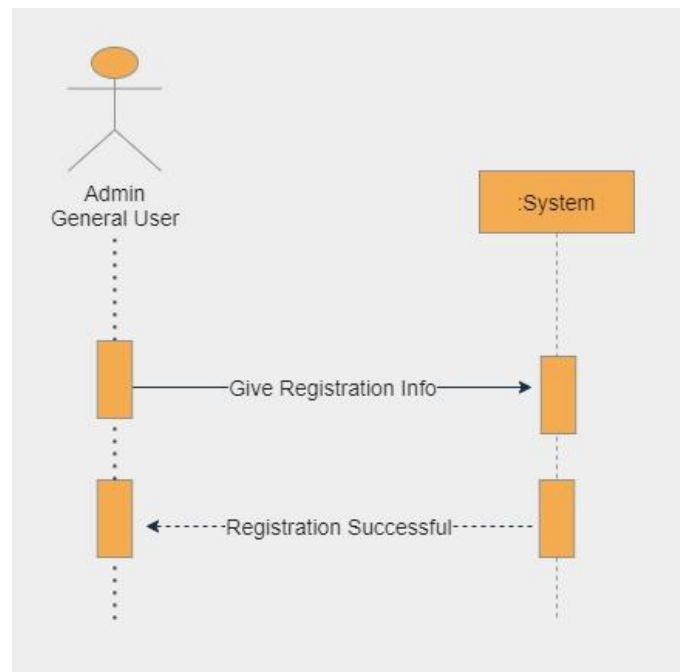 Admin
General User
:System
Give Registration Info
Registration Successful